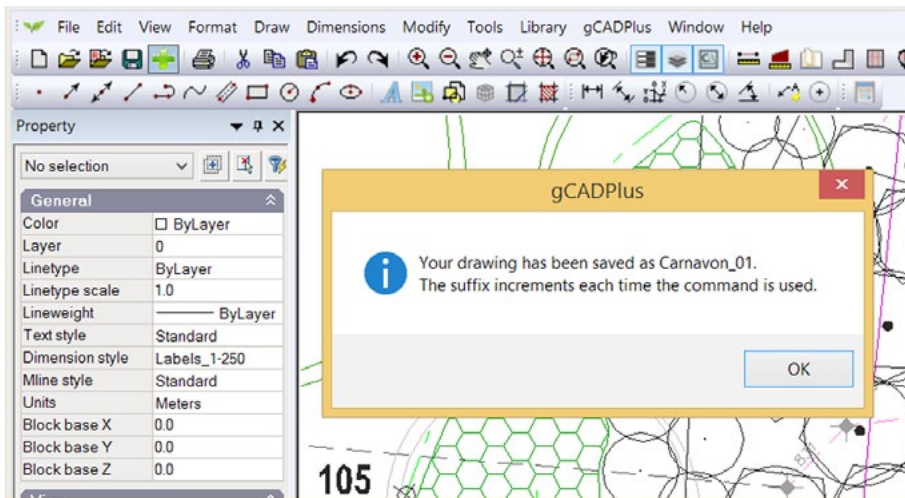 File Edit View Format Draw Dimensions Modify Tools Library gCADPlus Window Help
Property
No selection
General
Color ByLayer
Layer 0
Linetype ByLayer
Linetype scale 1.0
Lineweight ByLayer
Text style Standard
Dimension style Labels_1-250
Mline style Standard
Units Meters
Block base X 0.0
Block base Y 0.0
Block base Z 0.0
gCADPlus
Your drawing has been saved as Carnavon_01.
The suffix increments each time the command is used.
OK
105